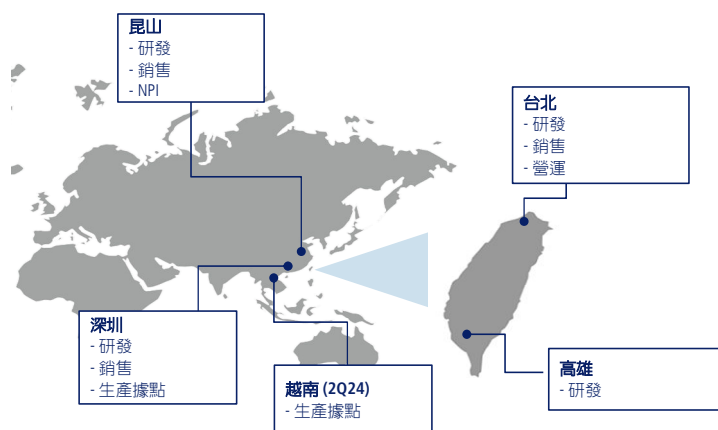 昆山
- 研發
- 銷售
- NPI
台北
- 研發
- 銷售
- 營運
深圳
- 研發
- 銷售
- 生產據點
越南 (2Q24)
- 生產據點
高雄
- 研發